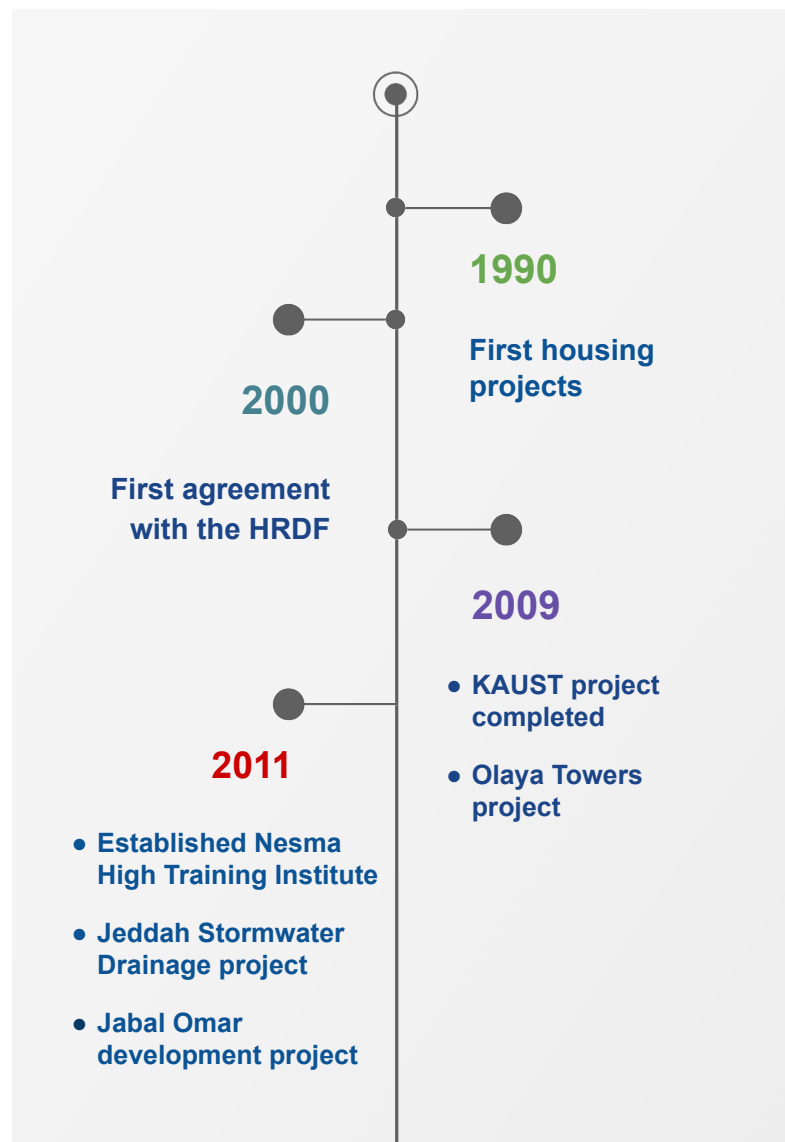 1990
First housing
projects
2000
First agreement
with the HRDF
2009
● KAUST project
completed
● Olaya Towers
project
2011
● Established Nesma
High Training Institute
● Jeddah Stormwater
Drainage project
● Jabal Omar
development project